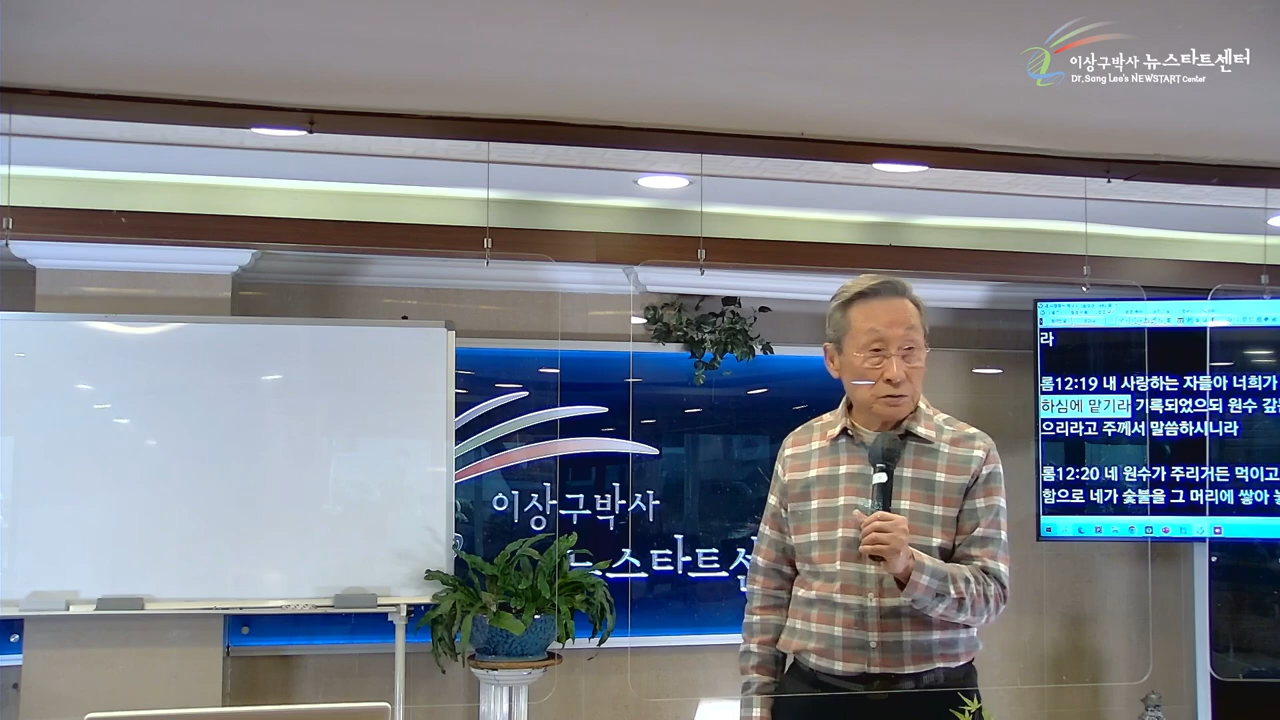 이상구박사 뉴스타트센터
Dr. Sang Lee's NEWSTART Center
라
롬12:19 내 사랑하는 자들아 너희가
하심에 맡기라 기록되었으되 원수 갚
으리라고 주께서 말씀하시니라
롬12:20 네 원수가 주리거든 먹이고
함으로 네가 숯불을 그 머리에 쌓아
이상구박사
뉴스타트센